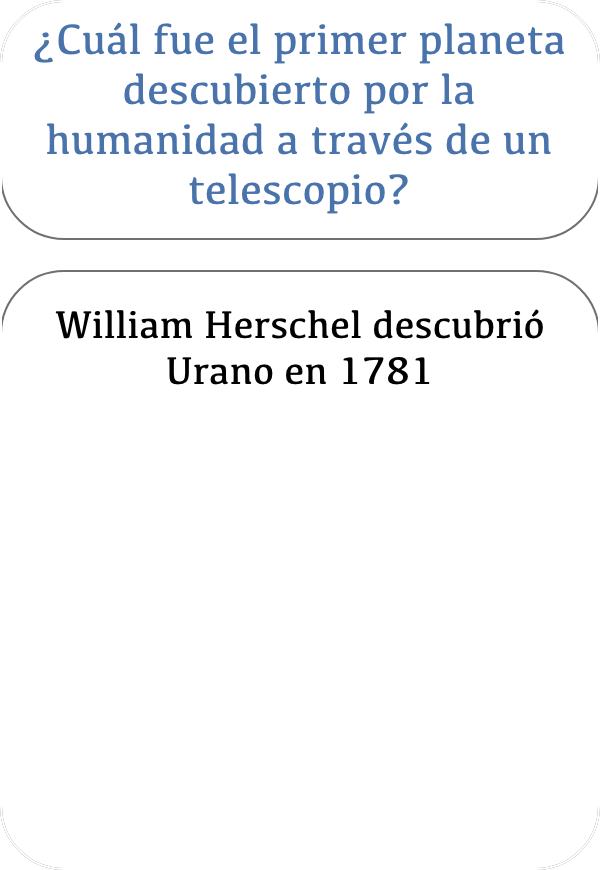 ¿Cuál fue el primer planeta
descubierto por la
humanidad a través de un
telescopio?
William Herschel descubrió
Urano en 1781